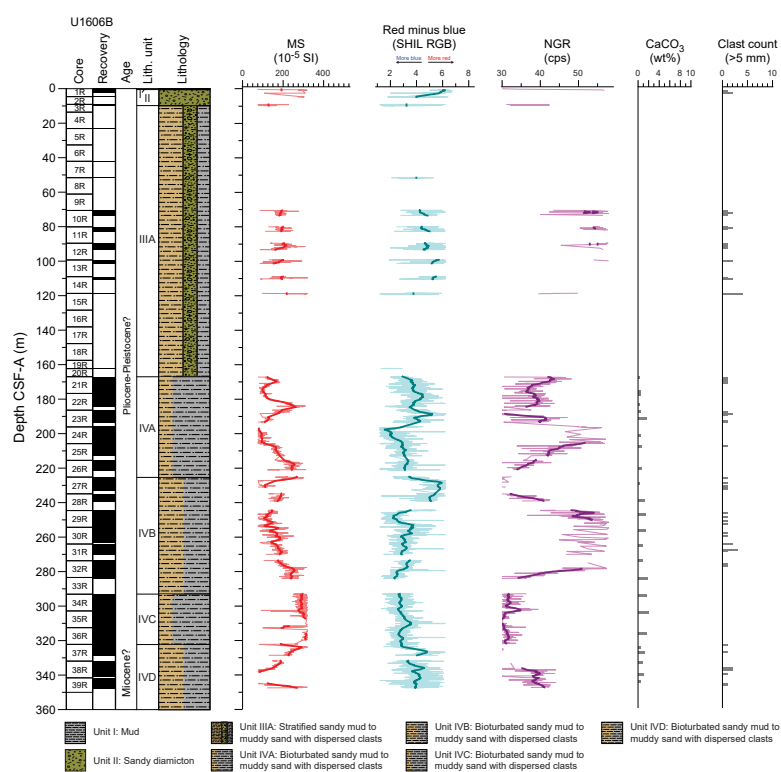 U1606B
Core
Recovery
Age
Lith. unit
Lithology
MS
(10-5 SI)
Red minus blue
(SHIL RGB)
More blue
More red
NGR
(cps)
CaCO3
(wt%)
Clast count
(>5 mm)
0 200 400
0 2 4 6 8
30 40 50
0 2 4 6 8 10
0 5 10
Depth CSF-A (m)
0
20
40
60
80
100
120
140
160
180
200
220
240
260
280
300
320
340
360
1R
2R
3R
4R
5R
6R
7R
8R
9R
10R
11R
12R
13R
14R
15R
16R
17R
18R
19R
20R
21R
22R
23R
24R
25R
26R
27R
28R
29R
30R
31R
32R
33R
34R
35R
36R
37R
38R
39R
Pliocene-Pleistocene?
Miocene?
I
II
IIIA
IVA
IVB
IVC
IVD
Unit I: Mud
Unit II: Sandy diamicton
Unit IIIA: Stratified sandy mud to
muddy sand with dispersed clasts
Unit IVA: Bioturbated sandy mud to
muddy sand with dispersed clasts
Unit IVB: Bioturbated sandy mud to
muddy sand with dispersed clasts
Unit IVC: Bioturbated sandy mud to
muddy sand with dispersed clasts
Unit IVD: Bioturbated sandy mud to
muddy sand with dispersed clasts